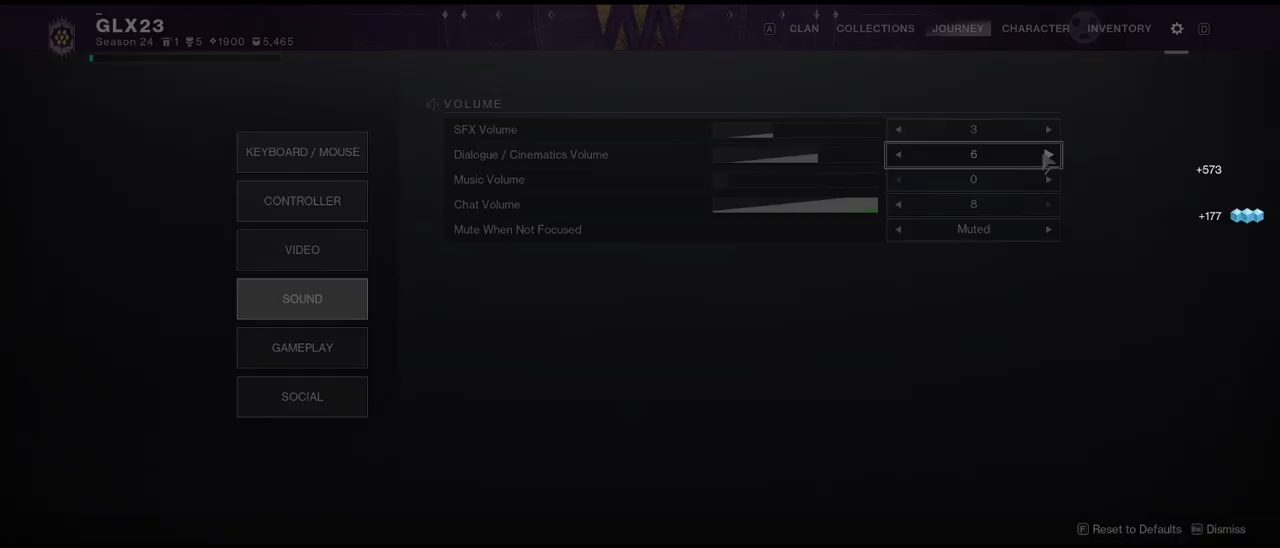 GLX23
Season 24 1 5 1900 5,465
A CLAN COLLECTIONS JOURNEY CHARACTER INVENTORY D
VOLUME
SFX Volume 3
Dialogue / Cinematics Volume 6
Music Volume 0
Chat Volume 8
Mute When Not Focused Muted
KEYBOARD / MOUSE
CONTROLLER
VIDEO
SOUND
GAMEPLAY
SOCIAL
+573
+177
F Reset to Defaults Dismiss